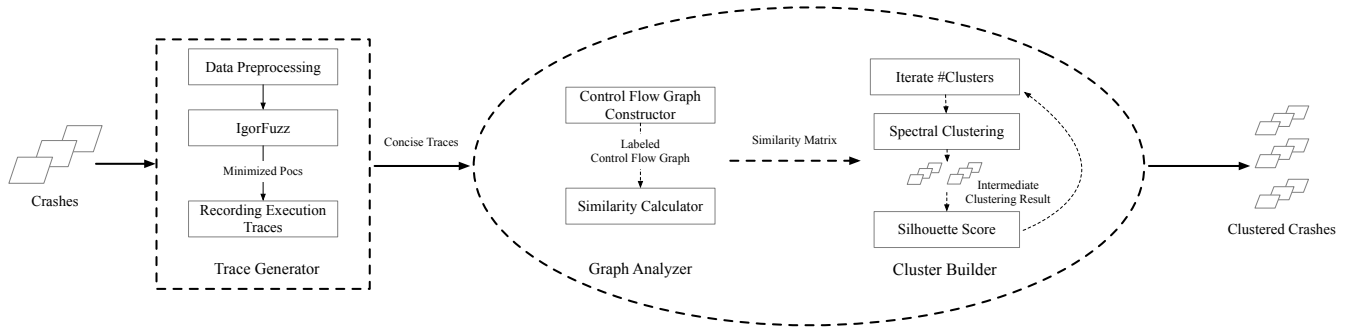 Crashes
Data Preprocessing
IgorFuzz
Minimized Pocs
Recording Execution
Traces
Trace Generator
Concise Traces
Control Flow Graph
Constructor
Labeled
Control Flow Graph
Similarity Calculator
Graph Analyzer
Similarity Matrix
Iterate #Clusters
Spectral Clustering
Intermediate
Clustering Result
Silhouette Score
Cluster Builder
Clustered Crashes